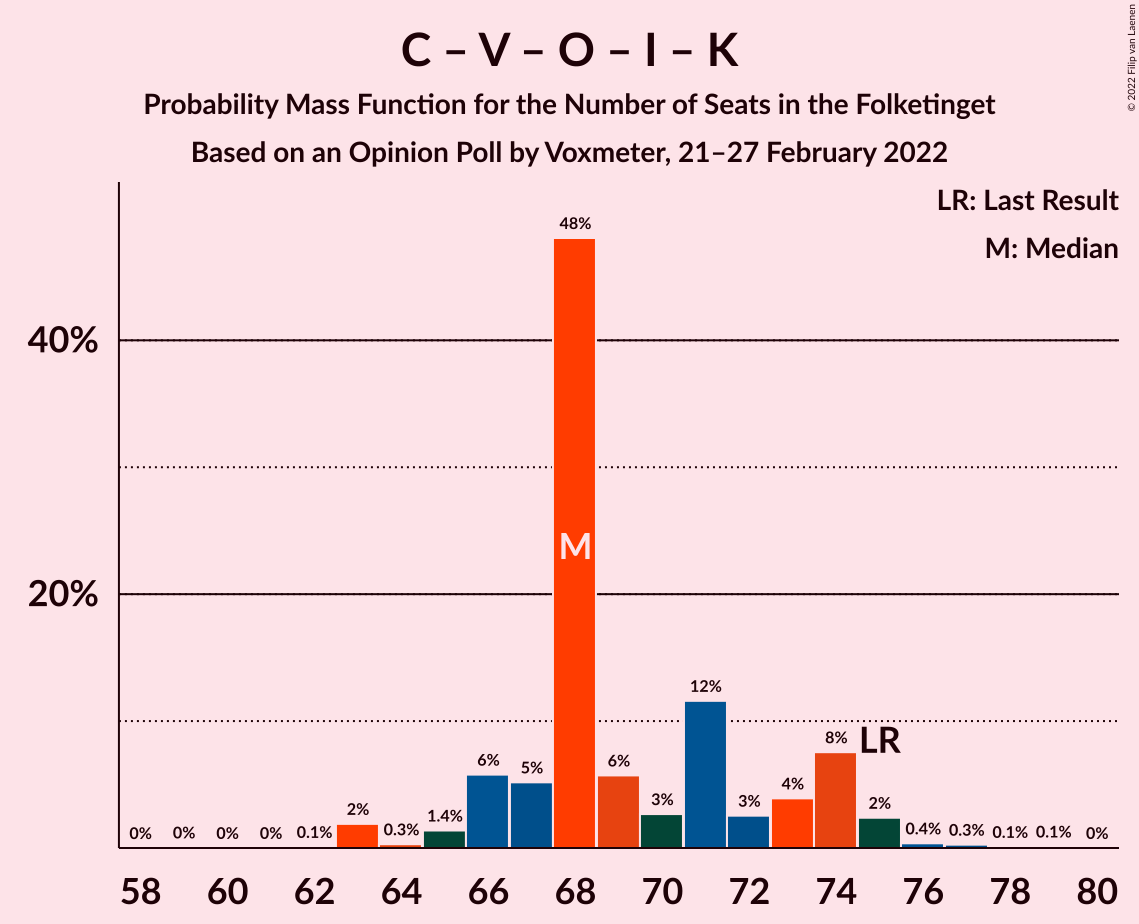 C – V – O – I – K
Probability Mass Function for the Number of Seats in the Folketinget
Based on an Opinion Poll by Voxmeter, 21–27 February 2022
© 2022 Filip van Laenen
LR: Last Result
M: Median
48%
40%
M
20%
12%
8%
LR
6%
5%
6%
4%
2%
1.4%
3%
3%
2%
0%
0%
0%
0%
0.1%
0.3%
0.4%
0.3%
0.1%
0.1%
0%
58 60 62 64 66 68 70 72 74 76 78 80